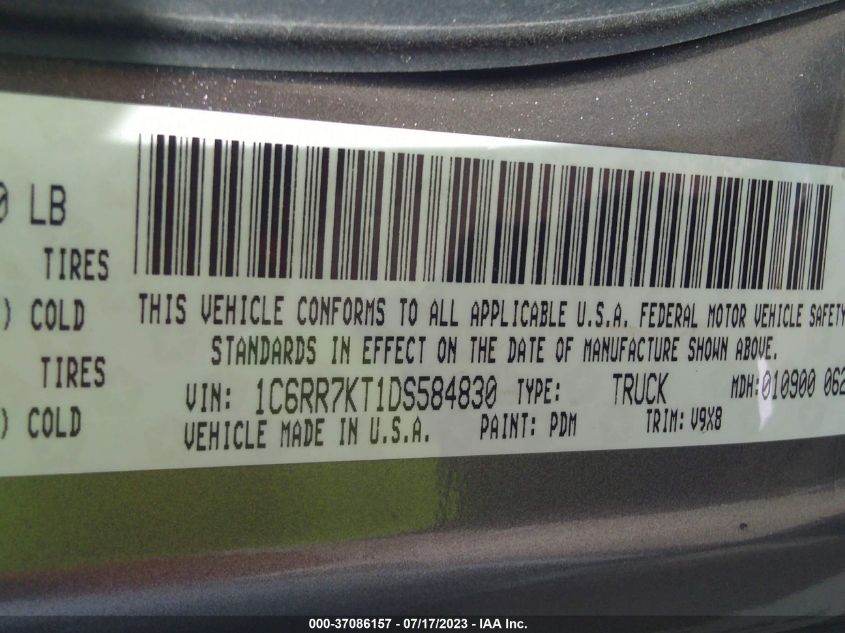 0 LB
TIRES
) COLD
TIRES
) COLD
THIS VEHICLE CONFORMS TO ALL APPLICABLE U.S.A. FEDERAL MOTOR VEHICLE SAFETY
STANDARDS IN EFFECT ON THE DATE OF MANUFACTURE SHOWN ABOVE.
VIN: 1C6RR7KT1DS584830 TYPE: TRUCK MDH: 010900 062
VEHICLE MADE IN U.S.A. PAINT: PDM TRIM: V9X8
000-37086157 - 07/17/2023 - IAA Inc.